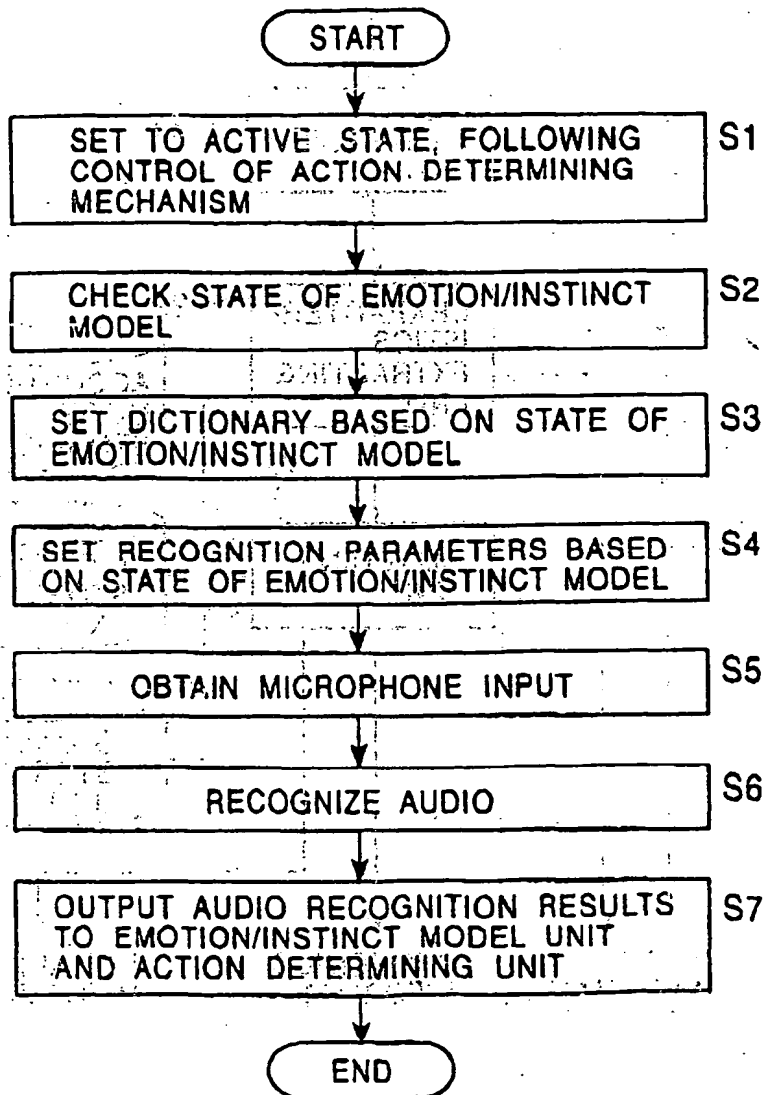 START
SET TO ACTIVE STATE, FOLLOWING
CONTROL OF ACTION DETERMINING
MECHANISM
S1
CHECK STATE OF EMOTION/INSTINCT
MODEL
S2
SET DICTIONARY BASED ON STATE OF
EMOTION/INSTINCT MODEL
S3
SET RECOGNITION PARAMETERS BASED
ON STATE OF EMOTION/INSTINCT MODEL
S4
OBTAIN MICROPHONE INPUT
S5
RECOGNIZE AUDIO
S6
OUTPUT AUDIO RECOGNITION RESULTS
TO EMOTION/INSTINCT MODEL UNIT
AND ACTION DETERMINING UNIT
S7
END